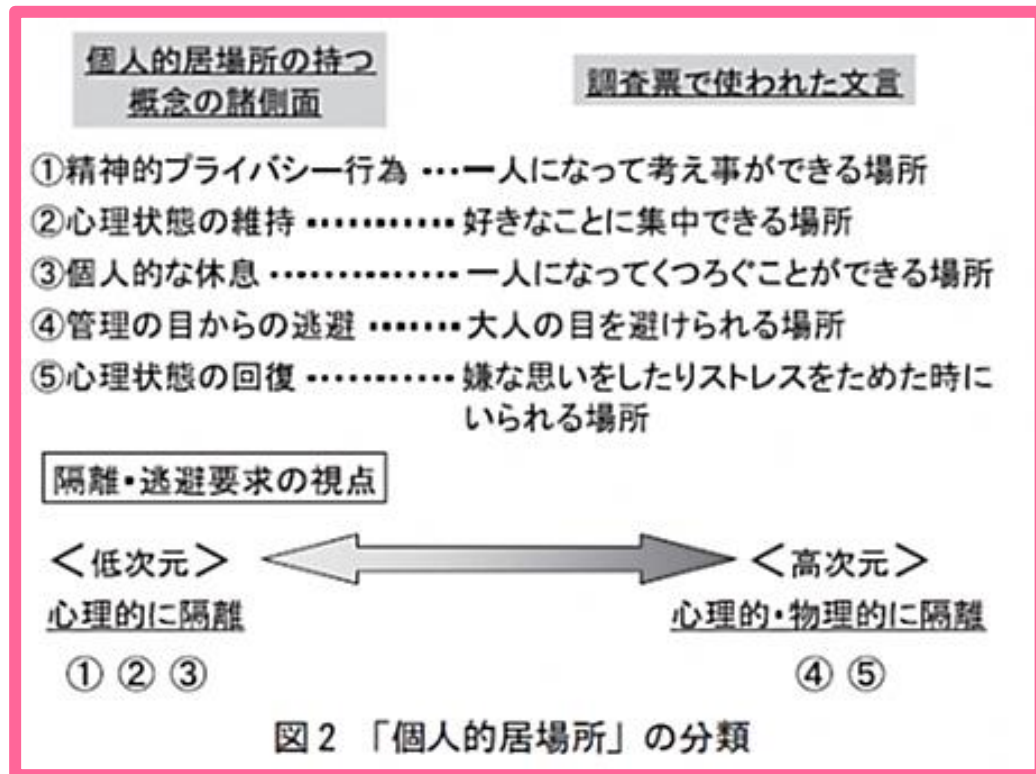 個人的居場所の持つ
概念の諸側面
調査票で使われた文言
①精神的プライバシー行為 ・・・一人になって考え事ができる場所
②心理状態の維持 ・・・・・・・・・・・・ 好きなことに集中できる場所
③個人的な休息 ・・・・・・・・・・・・・・ 一人になってくつろぐことができる場所
④管理の目からの逃避 ・・・・・・・ 大人の目を避けられる場所
⑤心理状態の回復 ・・・・・・・・・・・・ 嫌な思いをしたりストレスをためた時に
いられる場所
隔離・逃避要求の視点
＜低次元＞ ＜高次元＞
心理的に隔離 心理的・物理的に隔離
① ② ③ ④ ⑤
図2 「個人的居場所」の分類